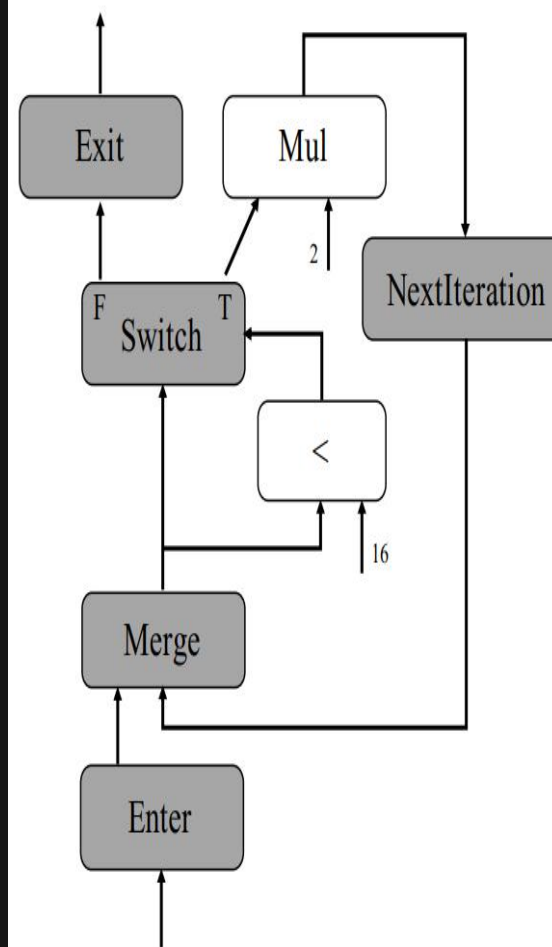 Exit
Mul
2
NextIteration
F
T
Switch
<
16
Merge
Enter